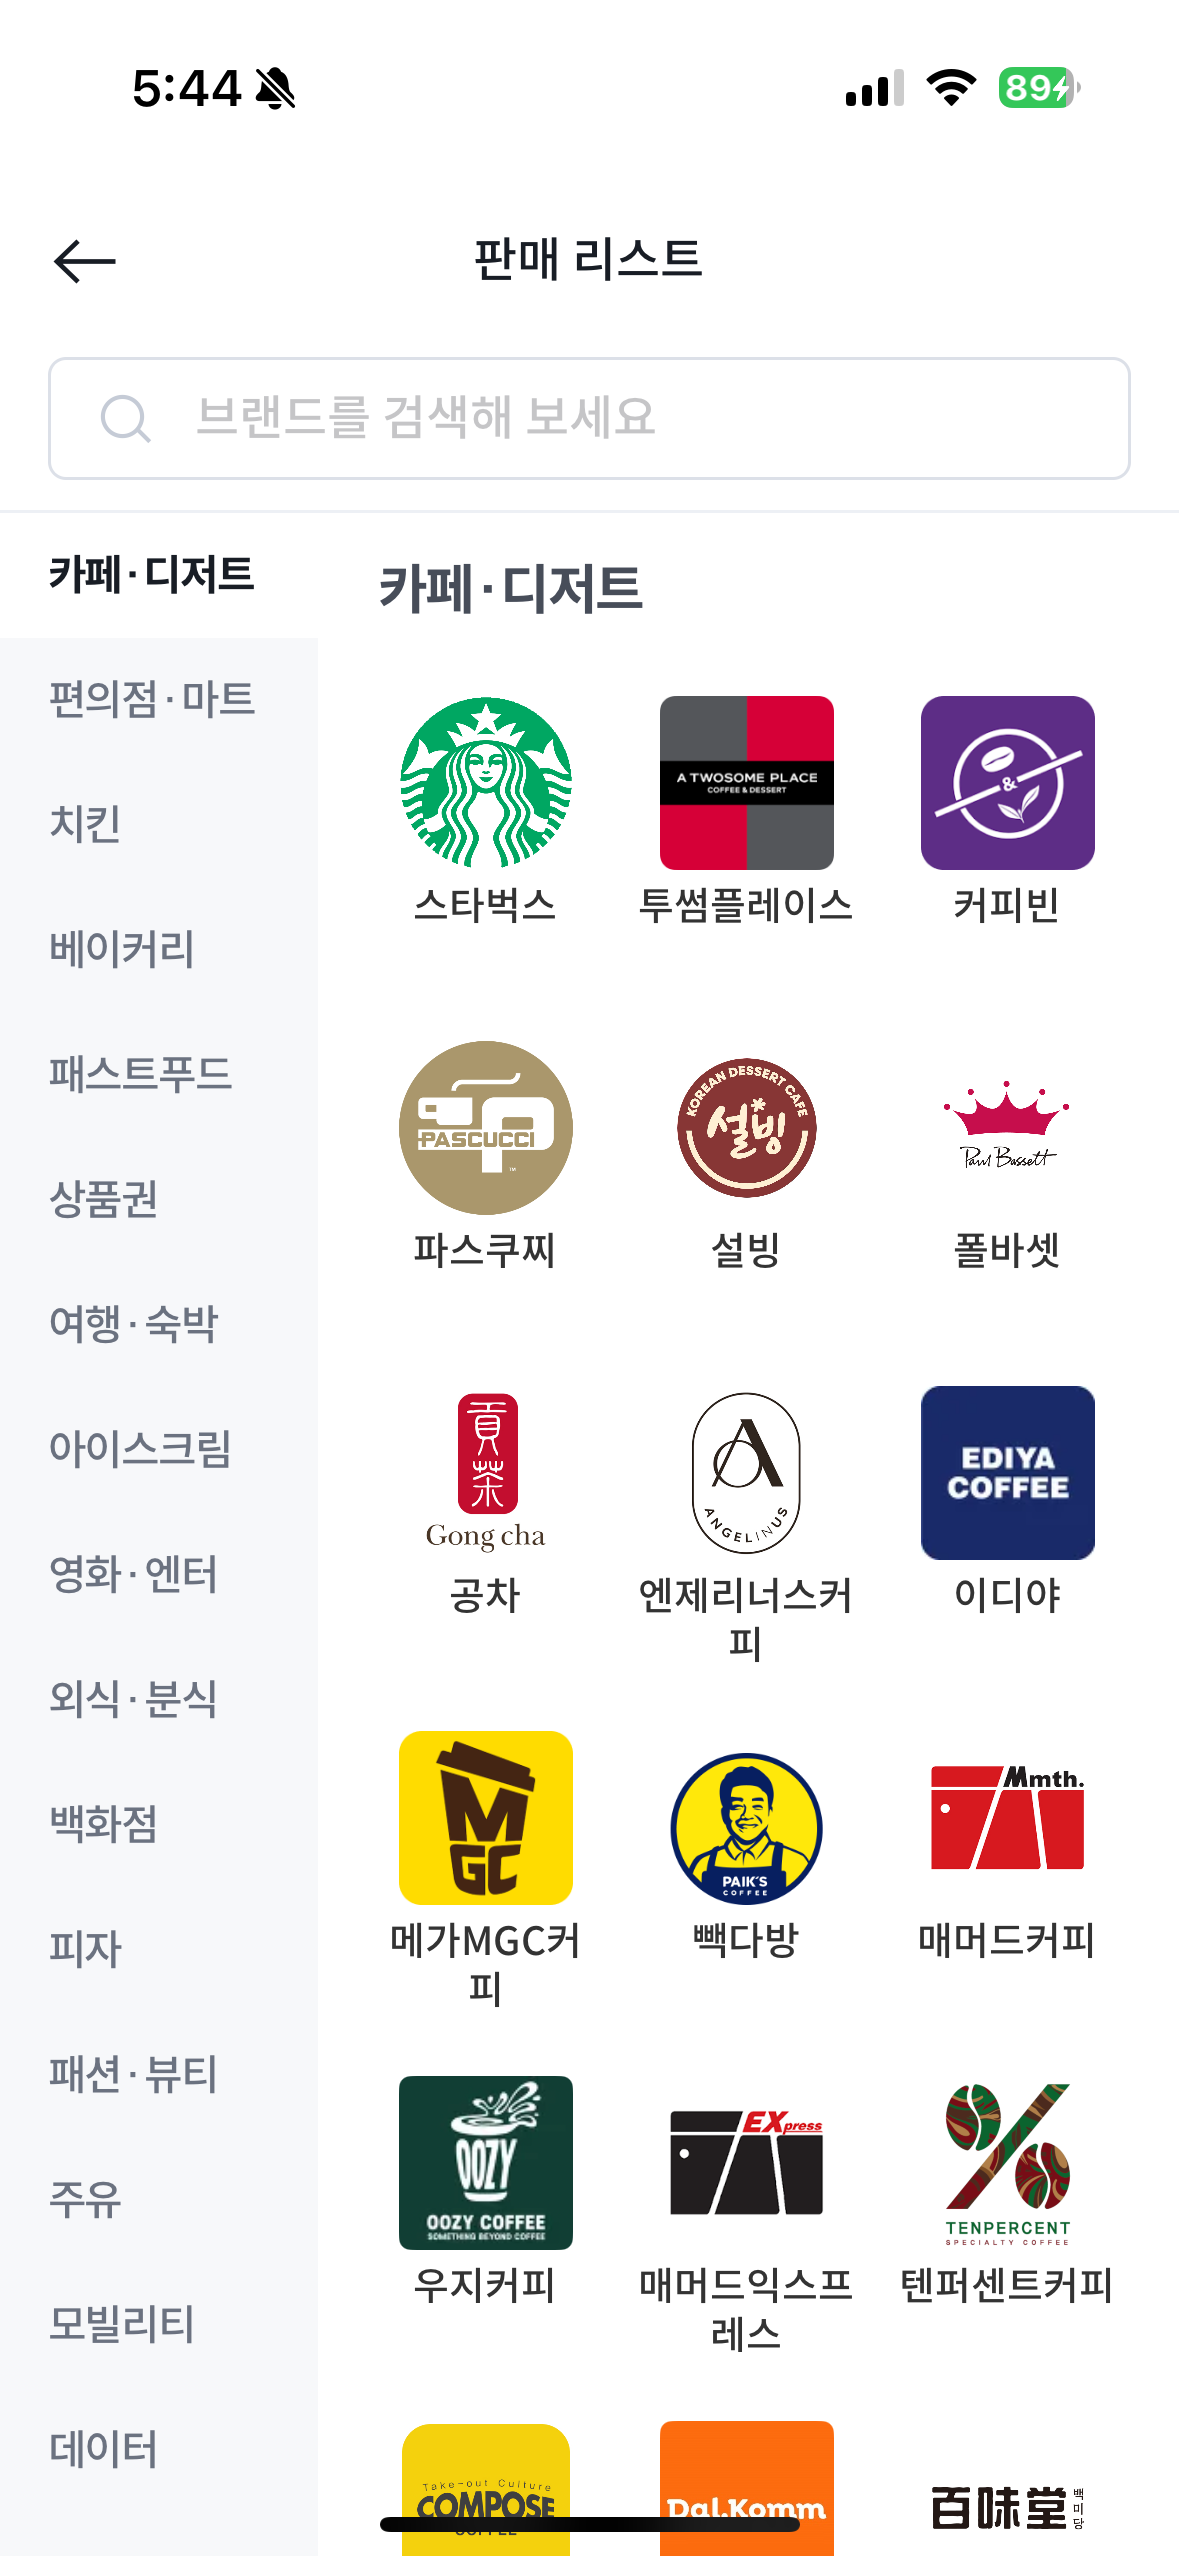 5:44
89
판매 리스트
브랜드를 검색해 보세요
카페·디저트
편의점·마트
치킨
베이커리
패스트푸드
상품권
여행·숙박
아이스크림
영화·엔터
외식·분식
백화점
피자
패션·뷰티
주유
모빌리티
데이터
카페·디저트
스타벅스
A TWOSOME PLACE
COFFEE & DESSERT
투썸플레이스
&
커피빈
PASCUCCI
™
파스쿠찌
KOREAN DESSERT CAFE
설빙
설빙
Paul Bassett
폴바셋
貢茶
Gong cha
공차
A
ANGELINUS
엔제리너스커
피
EDIYA
COFFEE
이디야
M
GC
메가MGC커
피
PAIK'S
COFFEE
빽다방
Mmth.
매머드커피
OOZY
OOZY COFFEE
SOMETHING BEYOND COFFEE
우지커피
EXpress
매머드익스프
레스
TENPERCENT
SPECIALTY COFFEE
텐퍼센트커피
Take-out Culture
COMPOSE
Dal.Komm
百味堂
백미당